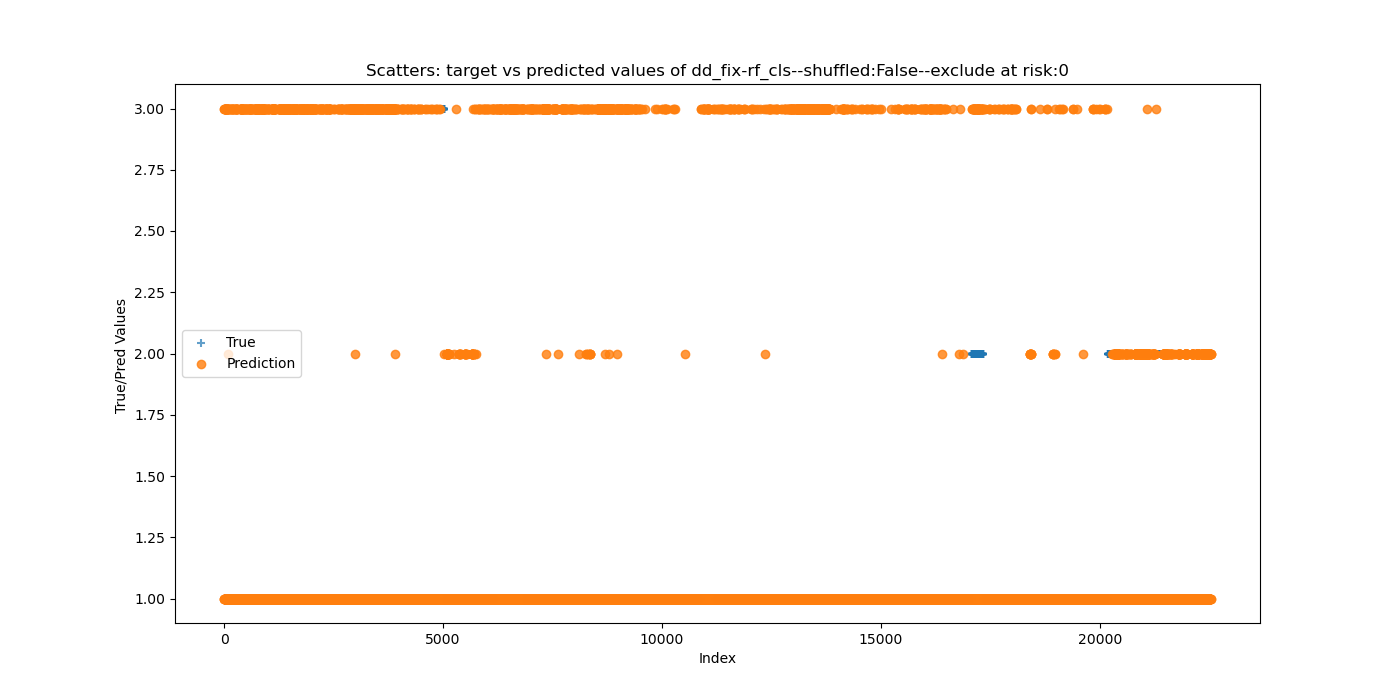 Scatters: target vs predicted values of dd_fix-rf_cls--shuffled:False--exclude at risk:0
3.00
2.75
2.50
2.25
2.00
1.75
1.50
1.25
1.00
True/Pred Values
True
Prediction
0
5000
10000
15000
20000
Index